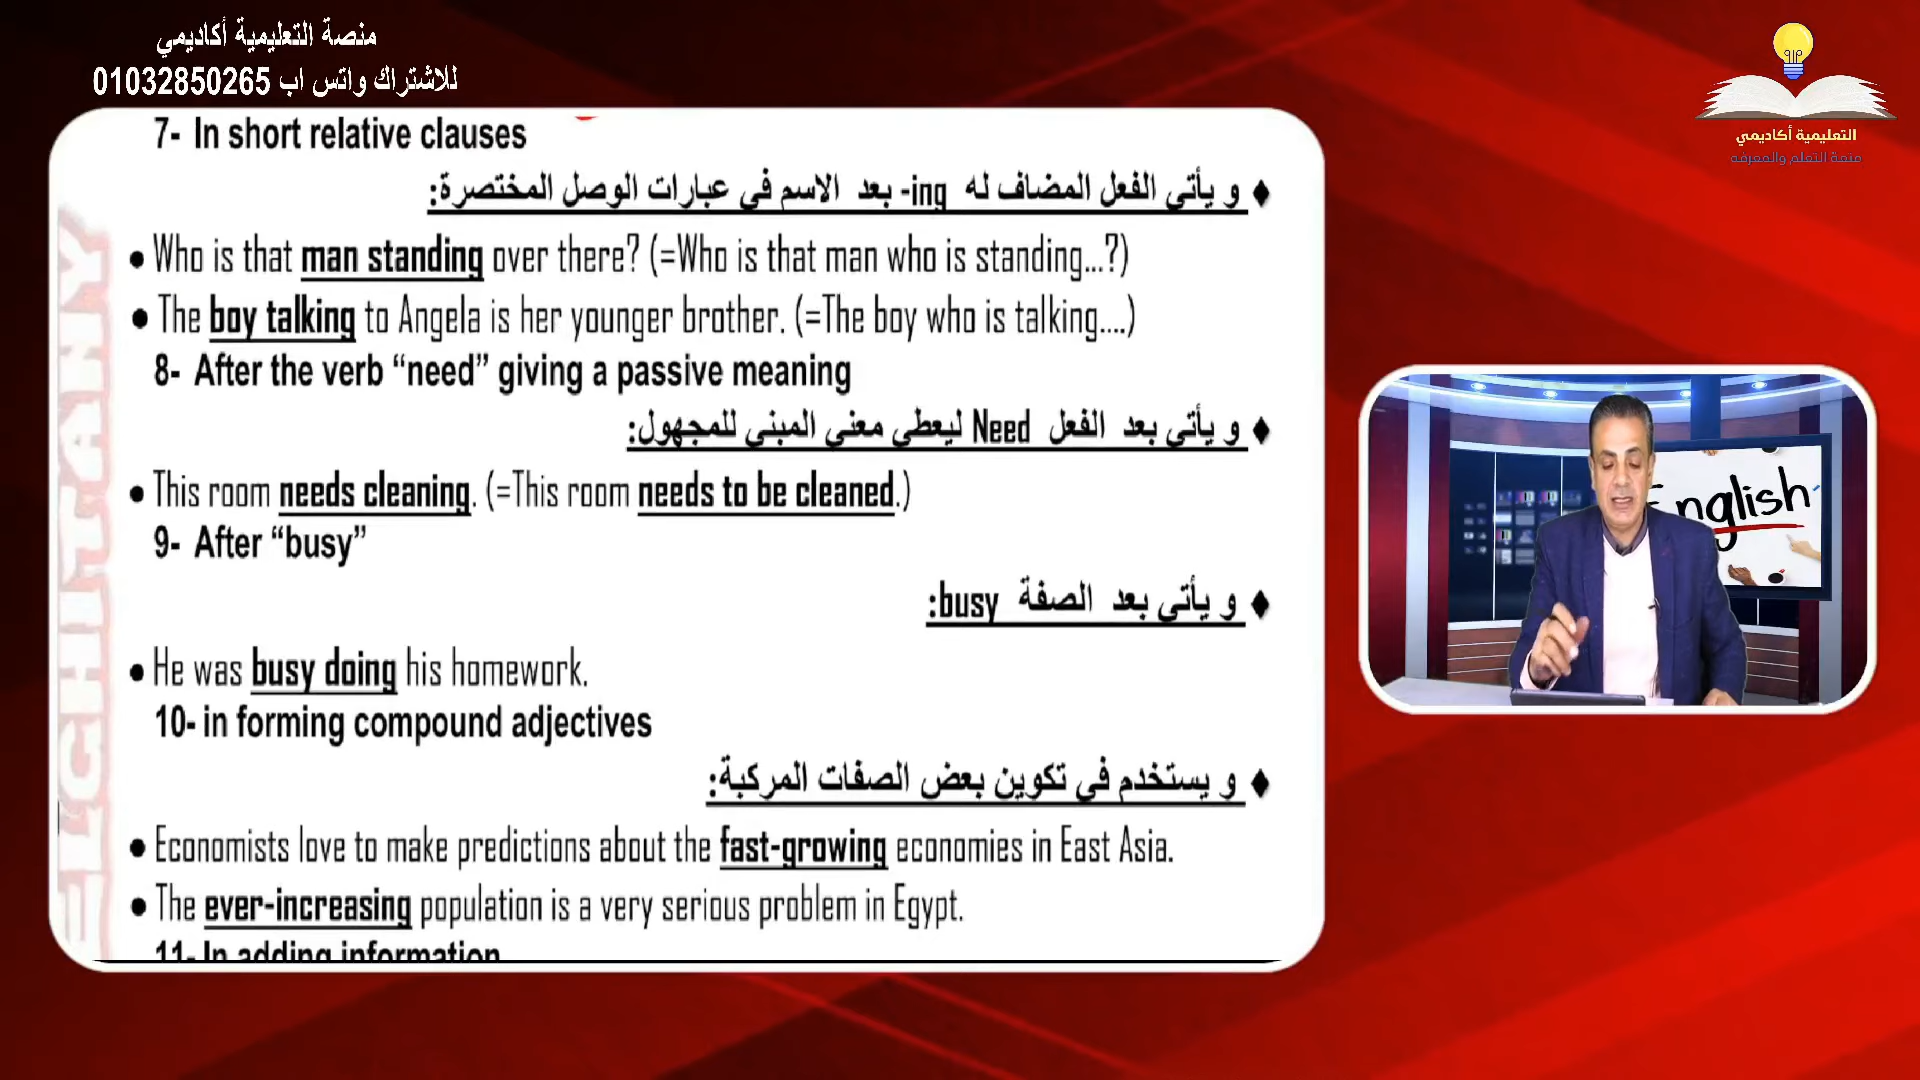 منصة التعليمية أكاديمي
للاشتراك واتس اب 01032850265
التعليمية أكاديمي
متعة التعلم والمعرفه
7- In short relative clauses
♦ و يأتي الفعل المضاف له ing- بعد الاسم في عبارات الوصل المختصرة:
• Who is that man standing over there? (=Who is that man who is standing...?)
• The boy talking to Angela is her younger brother. (=The boy who is talking....)
8- After the verb “need” giving a passive meaning
♦ و يأتي بعد الفعل Need ليعطي معني المبني للمجهول:
• This room needs cleaning. (=This room needs to be cleaned.)
9- After “busy”
♦ و يأتي بعد الصفة busy:
• He was busy doing his homework.
10- in forming compound adjectives
♦ و يستخدم في تكوين بعض الصفات المركبة:
• Economists love to make predictions about the fast-growing economies in East Asia.
• The ever-increasing population is a very serious problem in Egypt.
11- In adding information
English